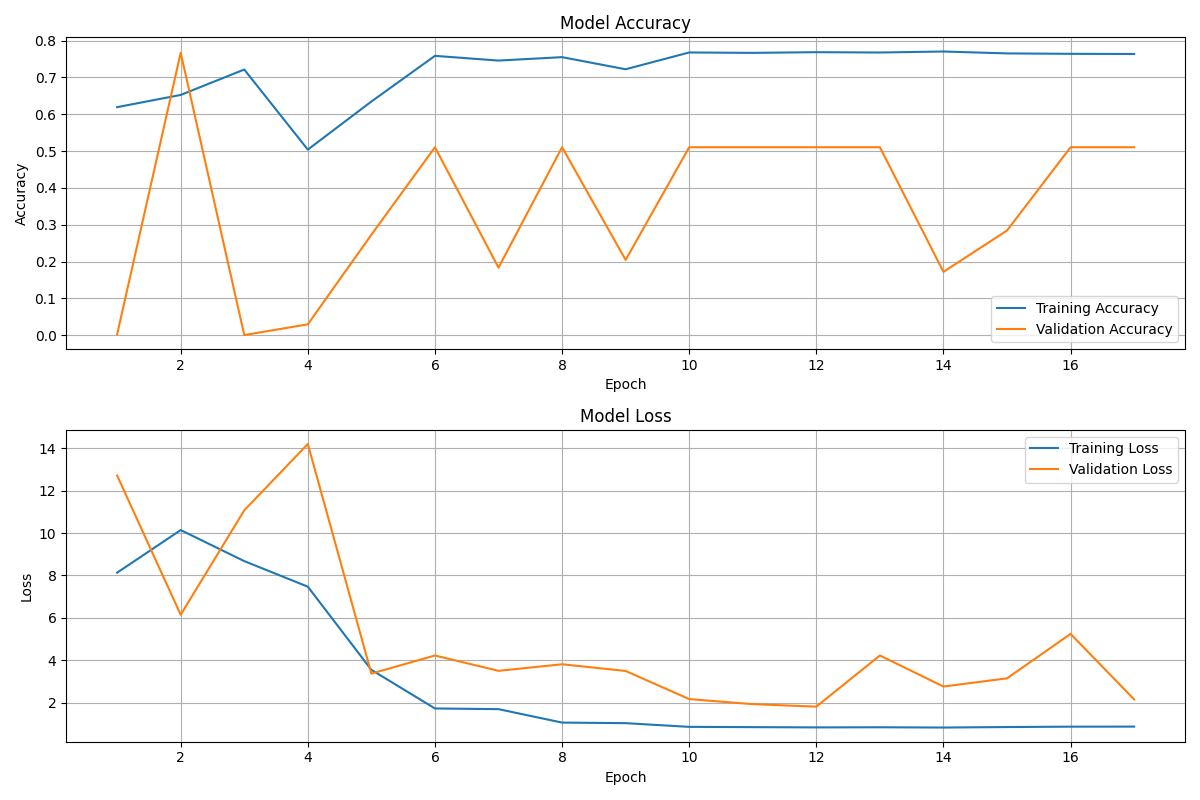 Model Accuracy
0.8
0.7
0.6
0.5
0.4
0.3
0.2
0.1
0.0
Accuracy
Training Accuracy
Validation Accuracy
2 4 6 8 10 12 14 16
Epoch
Model Loss
14
12
10
8
6
4
2
Loss
Training Loss
Validation Loss
2 4 6 8 10 12 14 16
Epoch